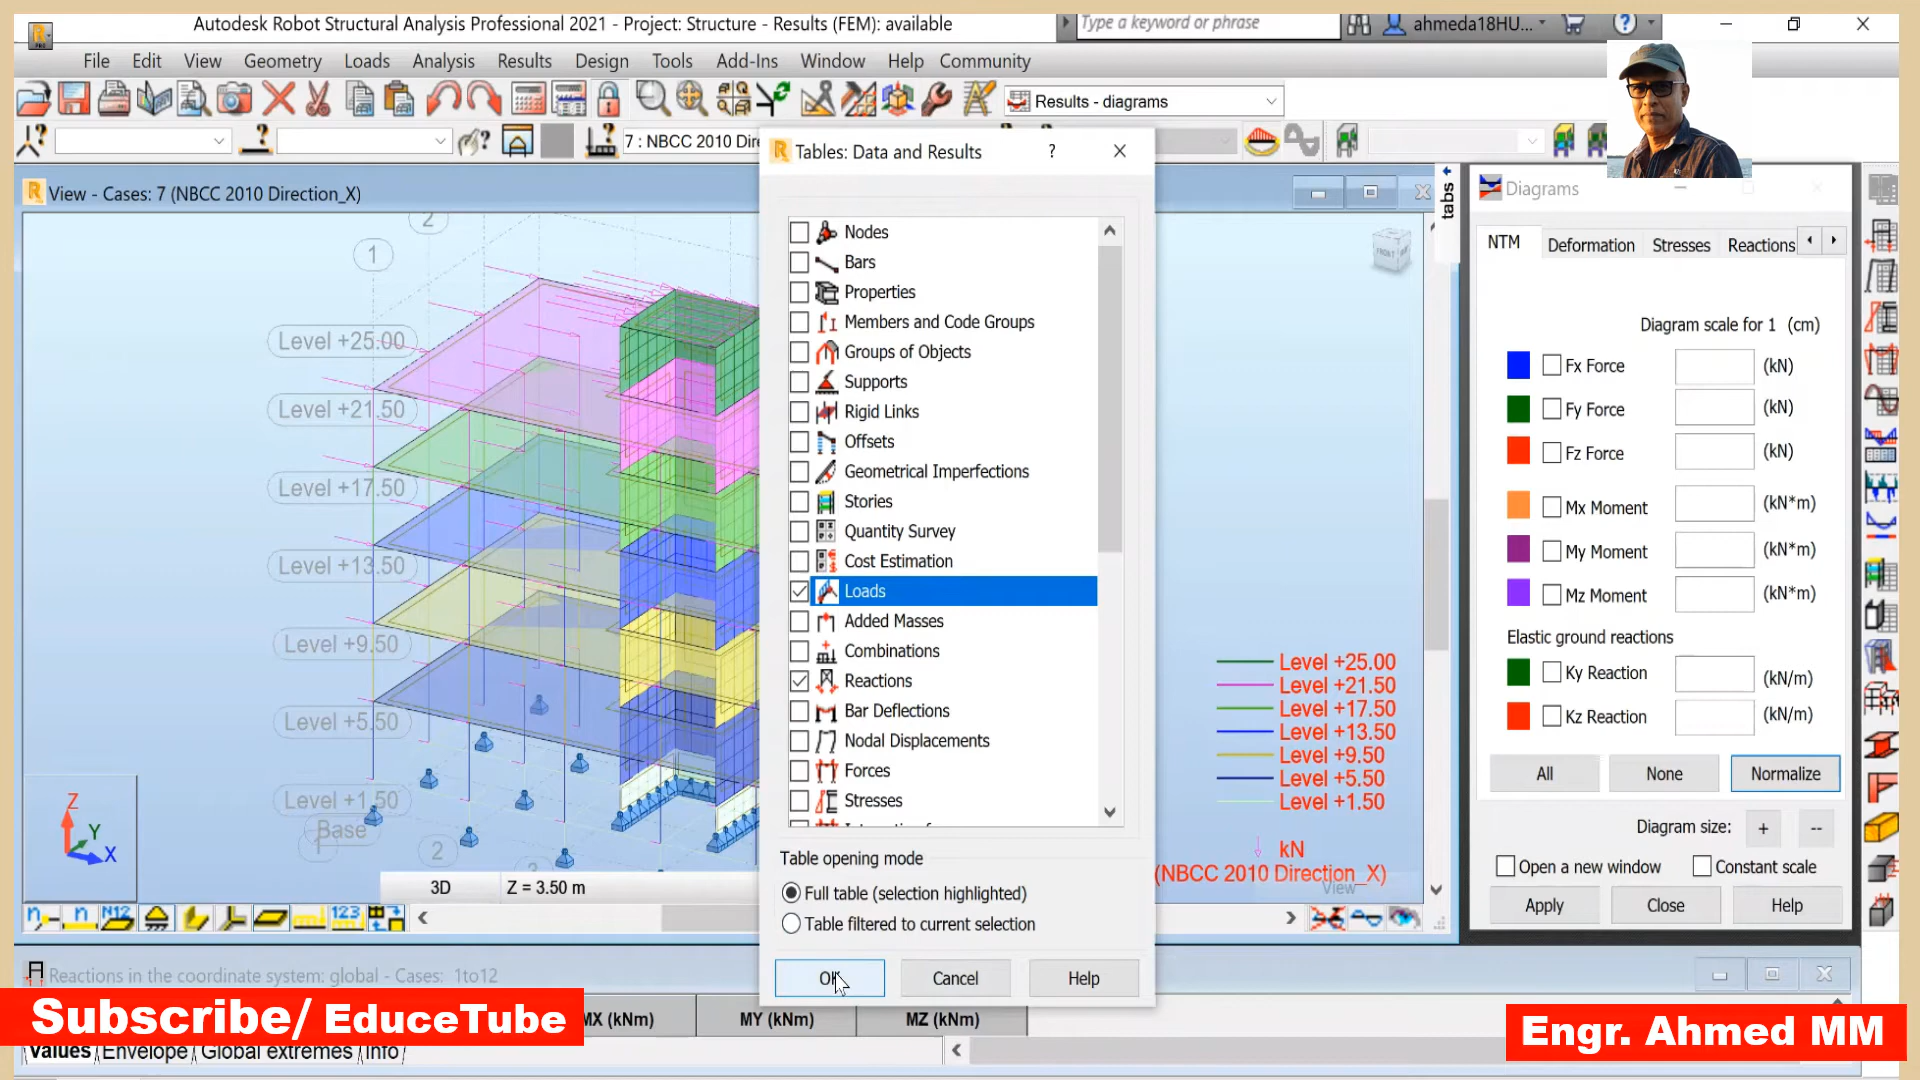 Autodesk Robot Structural Analysis Professional 2021 - Project: Structure - Results (FEM): available
Type a keyword or phrase
ahmeda18HU...
File Edit View Geometry Loads Analysis Results Design Tools Add-Ins Window Help Community
Results - diagrams
7 : NBCC 2010 Dire
View - Cases: 7 (NBCC 2010 Direction_X)
1
2
Level +25.00
Level +21.50
Level +17.50
Level +13.50
Level +9.50
Level +5.50
Level +1.50
Base
1
2
Z
Y
X
3D
Z = 3.50 m
FRONT
Level +25.00
Level +21.50
Level +17.50
Level +13.50
Level +9.50
Level +5.50
Level +1.50
kN
(NBCC 2010 Direction_X)
View
Tables: Data and Results
?
Nodes
Bars
Properties
Members and Code Groups
Groups of Objects
Supports
Rigid Links
Offsets
Geometrical Imperfections
Stories
Quantity Survey
Cost Estimation
Loads
Added Masses
Combinations
Reactions
Bar Deflections
Nodal Displacements
Forces
Stresses
Table opening mode
Full table (selection highlighted)
Table filtered to current selection
OK
Cancel
Help
tabs
Diagrams
NTM
Deformation
Stresses
Reactions
Diagram scale for 1 (cm)
Fx Force (kN)
Fy Force (kN)
Fz Force (kN)
Mx Moment (kN*m)
My Moment (kN*m)
Mz Moment (kN*m)
Elastic ground reactions
Ky Reaction (kN/m)
Kz Reaction (kN/m)
All
None
Normalize
Diagram size:
+
--
Open a new window
Constant scale
Apply
Close
Help
Reactions in the coordinate system: global - Cases: 1to12
MX (kNm)
MY (kNm)
MZ (kNm)
Values Envelope Global extremes Info
Subscribe/ EduceTube
Engr. Ahmed MM